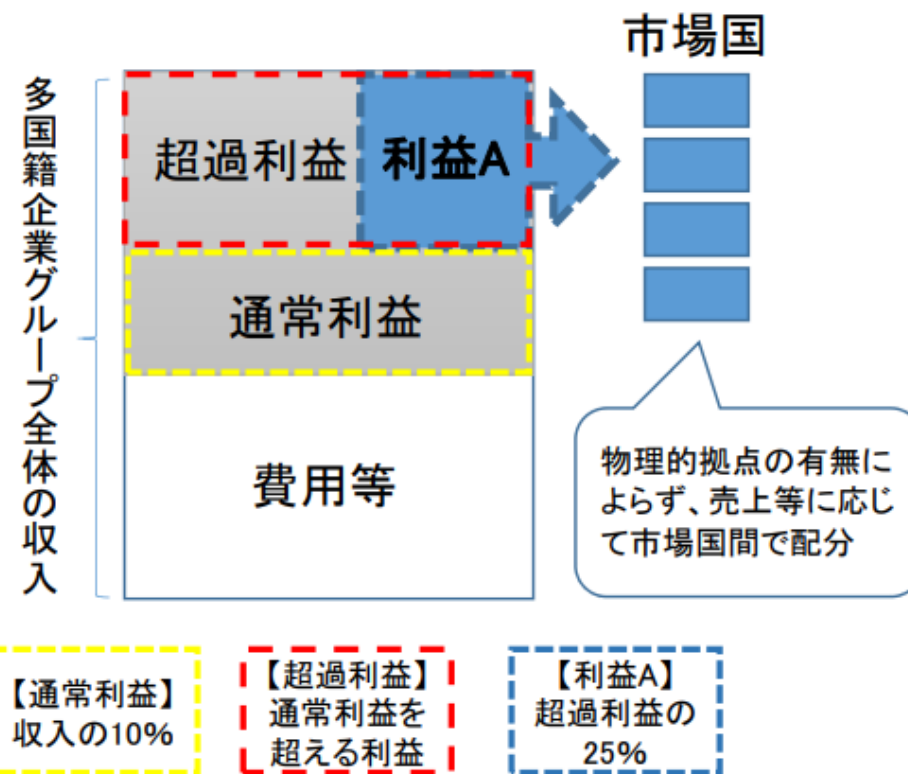 市場国
多国籍企業グループ全体の収入
超過利益
利益A
通常利益
費用等
物理的拠点の有無に
よらず、売上等に応じ
て市場国間で配分
【通常利益】
収入の10%
【超過利益】
通常利益を
超える利益
【利益A】
超過利益の
25%